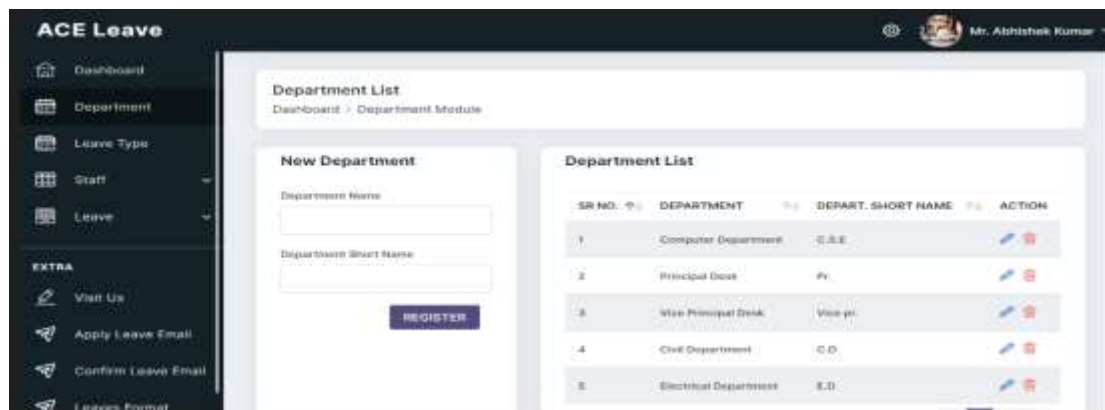 ACE Leave
Mr. Abhishek Kumar
Dashboard
Department
Leave Type
Staff
Leave
EXTRA
Visit Us
Apply Leave Email
Confirm Leave Email
Leaves Format
Department List
Dashboard > Department Module
New Department
Department Name
Department Short Name
REGISTER
Department List
SR NO. DEPARTMENT DEPART. SHORT NAME ACTION
1 Computer Department C.S.E
2 Principal Desk Pr.
3 Vice Principal Desk Vice pr.
4 Civil Department C.D
5 Electrical Department E.D